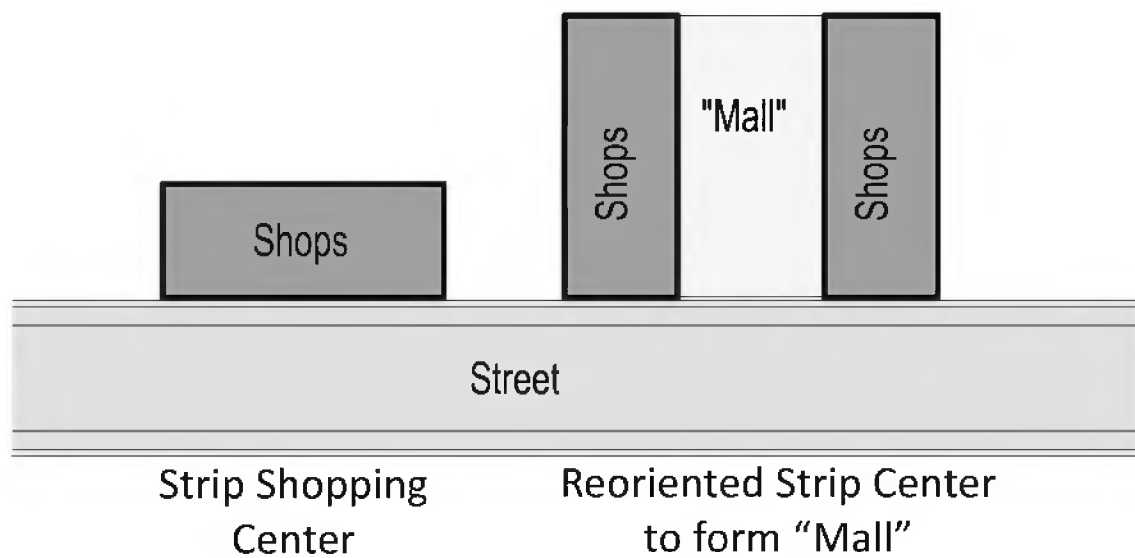 "Mall"
Shops
Shops
Shops
Street
Strip Shopping
Center
Reoriented Strip Center
to form “Mall”